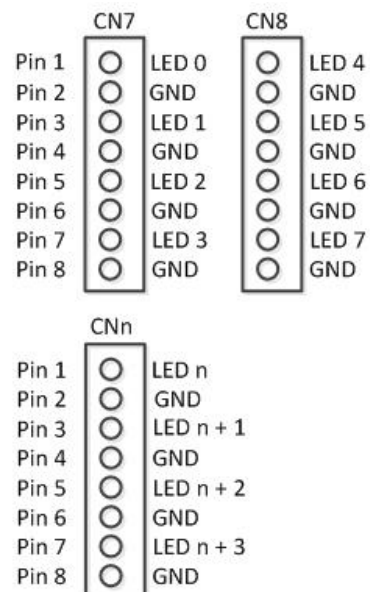 CN7 CN8
Pin 1 LED 0 LED 4
Pin 2 GND GND
Pin 3 LED 1 LED 5
Pin 4 GND GND
Pin 5 LED 2 LED 6
Pin 6 GND GND
Pin 7 LED 3 LED 7
Pin 8 GND GND
CNn
Pin 1 LED n
Pin 2 GND
Pin 3 LED n + 1
Pin 4 GND
Pin 5 LED n + 2
Pin 6 GND
Pin 7 LED n + 3
Pin 8 GND